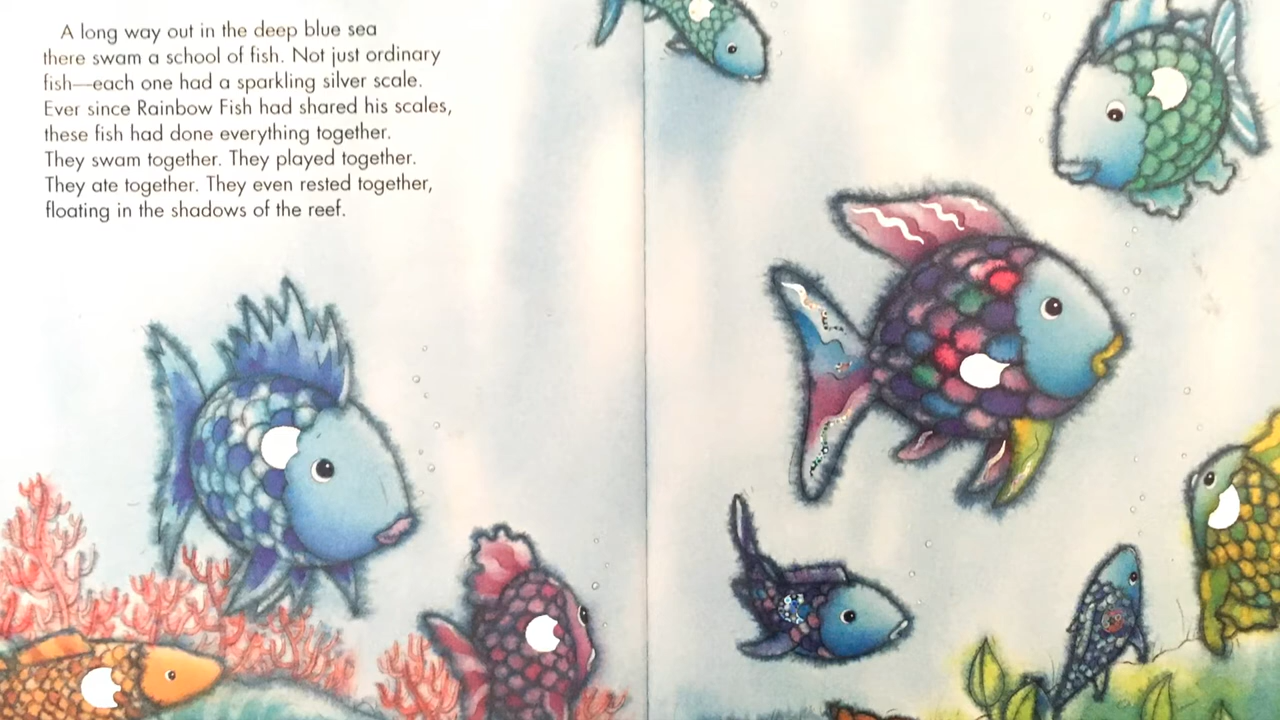 A long way out in the deep blue sea
there swam a school of fish. Not just ordinary
fish—each one had a sparkling silver scale.
Ever since Rainbow Fish had shared his scales,
these fish had done everything together.
They swam together. They played together.
They ate together. They even rested together,
floating in the shadows of the reef.